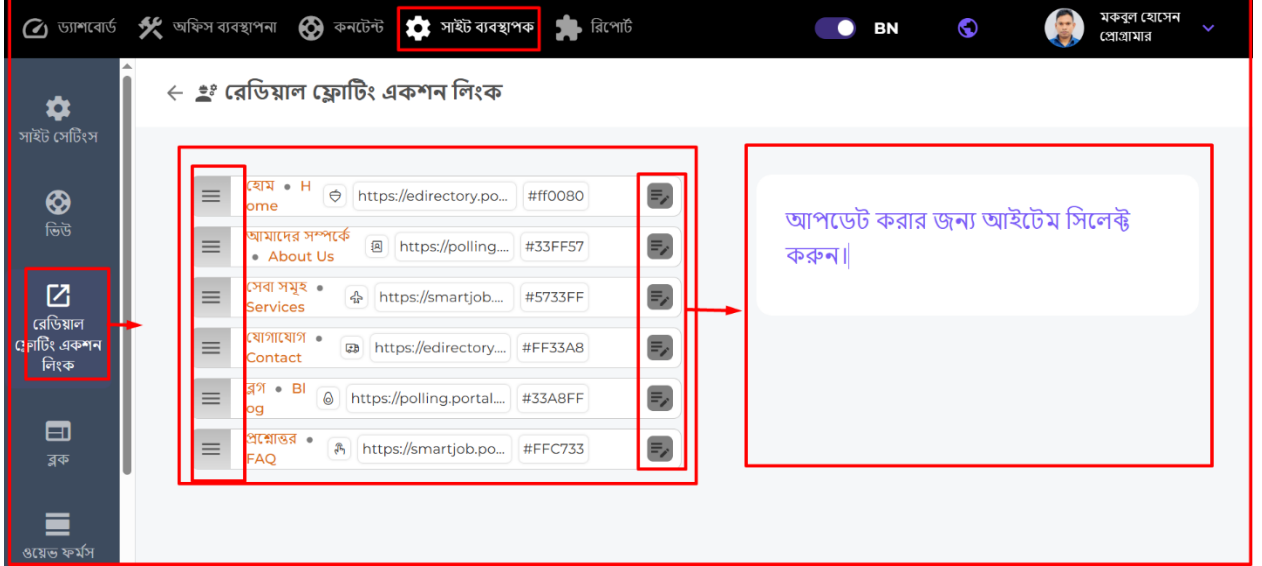 ড্যাশবোর্ড অফিস ব্যবস্থাপনা কনটেন্ট সাইট ব্যবস্থাপক রিপোর্ট BN মকবুল হোসেন
প্রোগ্রামার
সাইট সেটিংস
ভিউ
রেডিয়াল
ফ্লোটিং একশন
লিংক
ব্লক
ওয়েভ ফর্মস
← রেডিয়াল ফ্লোটিং একশন লিংক
হোম • H
ome https://edirectory.po... #ff0080
আমাদের সম্পর্কে
• About Us https://polling.... #33FF57
সেবা সমূহ •
Services https://smartjob.... #5733FF
যোগাযোগ •
Contact https://edirectory.... #FF33A8
ব্লগ • Bl
og https://polling.portal.... #33A8FF
প্রশ্নোত্তর •
FAQ https://smartjob.po... #FFC733
আপডেট করার জন্য আইটেম সিলেক্ট
করুন।